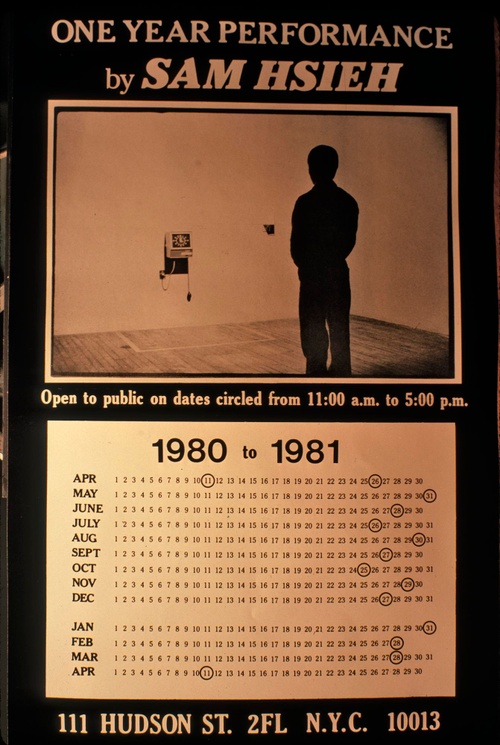 ONE YEAR PERFORMANCE
by SAM HSIEH
Open to public on dates circled from 11:00 a.m. to 5:00 p.m.
1980 to 1981
APR 1 2 3 4 5 6 7 8 9 10 11 12 13 14 15 16 17 18 19 20 21 22 23 24 25 26 27 28 29 30
MAY 1 2 3 4 5 6 7 8 9 10 11 12 13 14 15 16 17 18 19 20 21 22 23 24 25 26 27 28 29 30 31
JUNE 1 2 3 4 5 6 7 8 9 10 11 12 13 14 15 16 17 18 19 20 21 22 23 24 25 26 27 28 29 30
JULY 1 2 3 4 5 6 7 8 9 10 11 12 13 14 15 16 17 18 19 20 21 22 23 24 25 26 27 28 29 30 31
AUG 1 2 3 4 5 6 7 8 9 10 11 12 13 14 15 16 17 18 19 20 21 22 23 24 25 26 27 28 29 30 31
SEPT 1 2 3 4 5 6 7 8 9 10 11 12 13 14 15 16 17 18 19 20 21 22 23 24 25 26 27 28 29 30
OCT 1 2 3 4 5 6 7 8 9 10 11 12 13 14 15 16 17 18 19 20 21 22 23 24 25 26 27 28 29 30 31
NOV 1 2 3 4 5 6 7 8 9 10 11 12 13 14 15 16 17 18 19 20 21 22 23 24 25 26 27 28 29 30
DEC 1 2 3 4 5 6 7 8 9 10 11 12 13 14 15 16 17 18 19 20 21 22 23 24 25 26 27 28 29 30 31
JAN 1 2 3 4 5 6 7 8 9 10 11 12 13 14 15 16 17 18 19 20 21 22 23 24 25 26 27 28 29 30 31
FEB 1 2 3 4 5 6 7 8 9 10 11 12 13 14 15 16 17 18 19 20 21 22 23 24 25 26 27 28
MAR 1 2 3 4 5 6 7 8 9 10 11 12 13 14 15 16 17 18 19 20 21 22 23 24 25 26 27 28 29 30 31
APR 1 2 3 4 5 6 7 8 9 10 11 12 13 14 15 16 17 18 19 20 21 22 23 24 25 26 27 28 29 30
111 HUDSON ST. 2FL N.Y.C. 10013